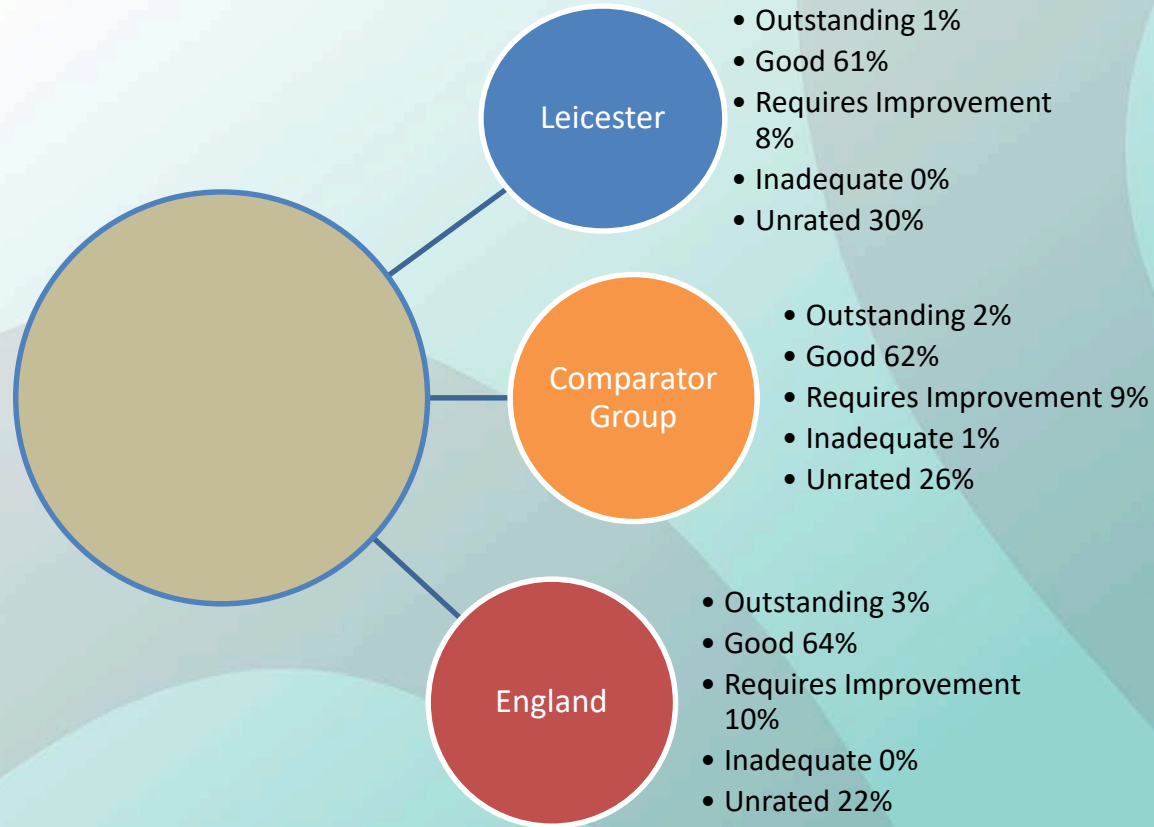 Leicester
• Outstanding 1%
• Good 61%
• Requires Improvement
8%
• Inadequate 0%
• Unrated 30%
Comparator
Group
• Outstanding 2%
• Good 62%
• Requires Improvement 9%
• Inadequate 1%
• Unrated 26%
England
• Outstanding 3%
• Good 64%
• Requires Improvement
10%
• Inadequate 0%
• Unrated 22%